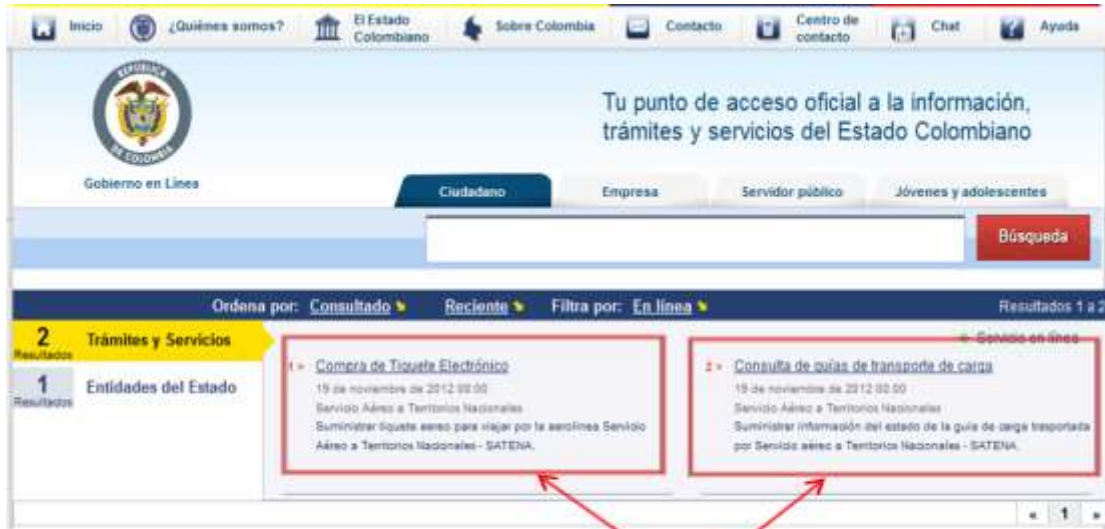 Inicio
¿Quiénes somos?
El Estado
Colombiano
Sobre Colombia
Contacto
Centro de
contacto
Chat
Ayuda
REPÚBLICA
DE COLOMBIA
Gobierno en Línea
Tu punto de acceso oficial a la información,
trámites y servicios del Estado Colombiano
Ciudadano
Empresa
Servidor público
Jóvenes y adolescentes
Búsqueda
Ordena por: Consultado Reciente Filtra por: En línea
Resultados 1 a 2
2
Resultados
Trámites y Servicios
1
Resultados
Entidades del Estado
Servicio en línea
1 » Compra de Tiquete Electrónico
19 de noviembre de 2012 00:00
Servicio Aéreo a Territorios Nacionales
Suministrar tiquete aereo para viajar por la aerolínea Servicio
Aéreo a Territorios Nacionales - SATENA.
2 » Consulta de guías de transporte de carga
19 de noviembre de 2012 00:00
Servicio Aéreo a Territorios Nacionales
Suministrar información del estado de la guia de carga trasportada
por Servicio aéreo a Territorios Nacionales - SATENA.
« 1 »